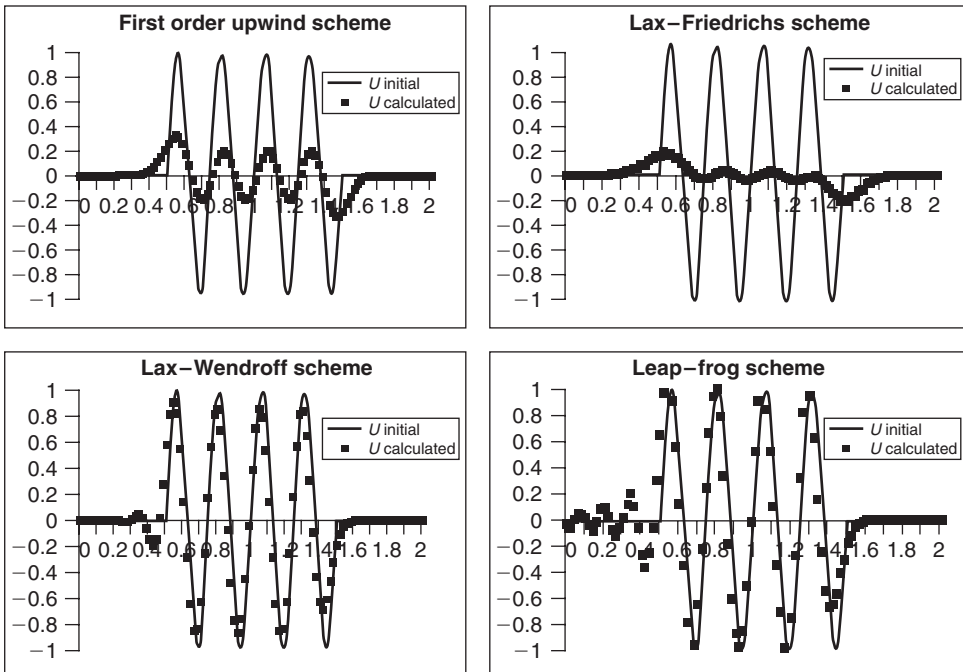 First order upwind scheme
1
0.8
0.6
0.4
0.2
0
−0.2
−0.4
−0.6
−0.8
−1
U initial
U calculated
0 0.2 0.4 0.6 0.8 1 1.2 1.4 1.6 1.8 2
Lax–Friedrichs scheme
1
0.8
0.6
0.4
0.2
0
−0.2
−0.4
−0.6
−0.8
−1
U initial
U calculated
0 0.2 0.4 0.6 0.8 1 1.2 1.4 1.6 1.8 2
Lax–Wendroff scheme
1
0.8
0.6
0.4
0.2
0
−0.2
−0.4
−0.6
−0.8
−1
U initial
U calculated
0 0.2 0.4 0.6 0.8 1 1.2 1.4 1.6 1.8 2
Leap–frog scheme
1
0.8
0.6
0.4
0.2
0
−0.2
−0.4
−0.6
−0.8
−1
U initial
U calculated
0 0.2 0.4 0.6 0.8 1 1.2 1.4 1.6 1.8 2